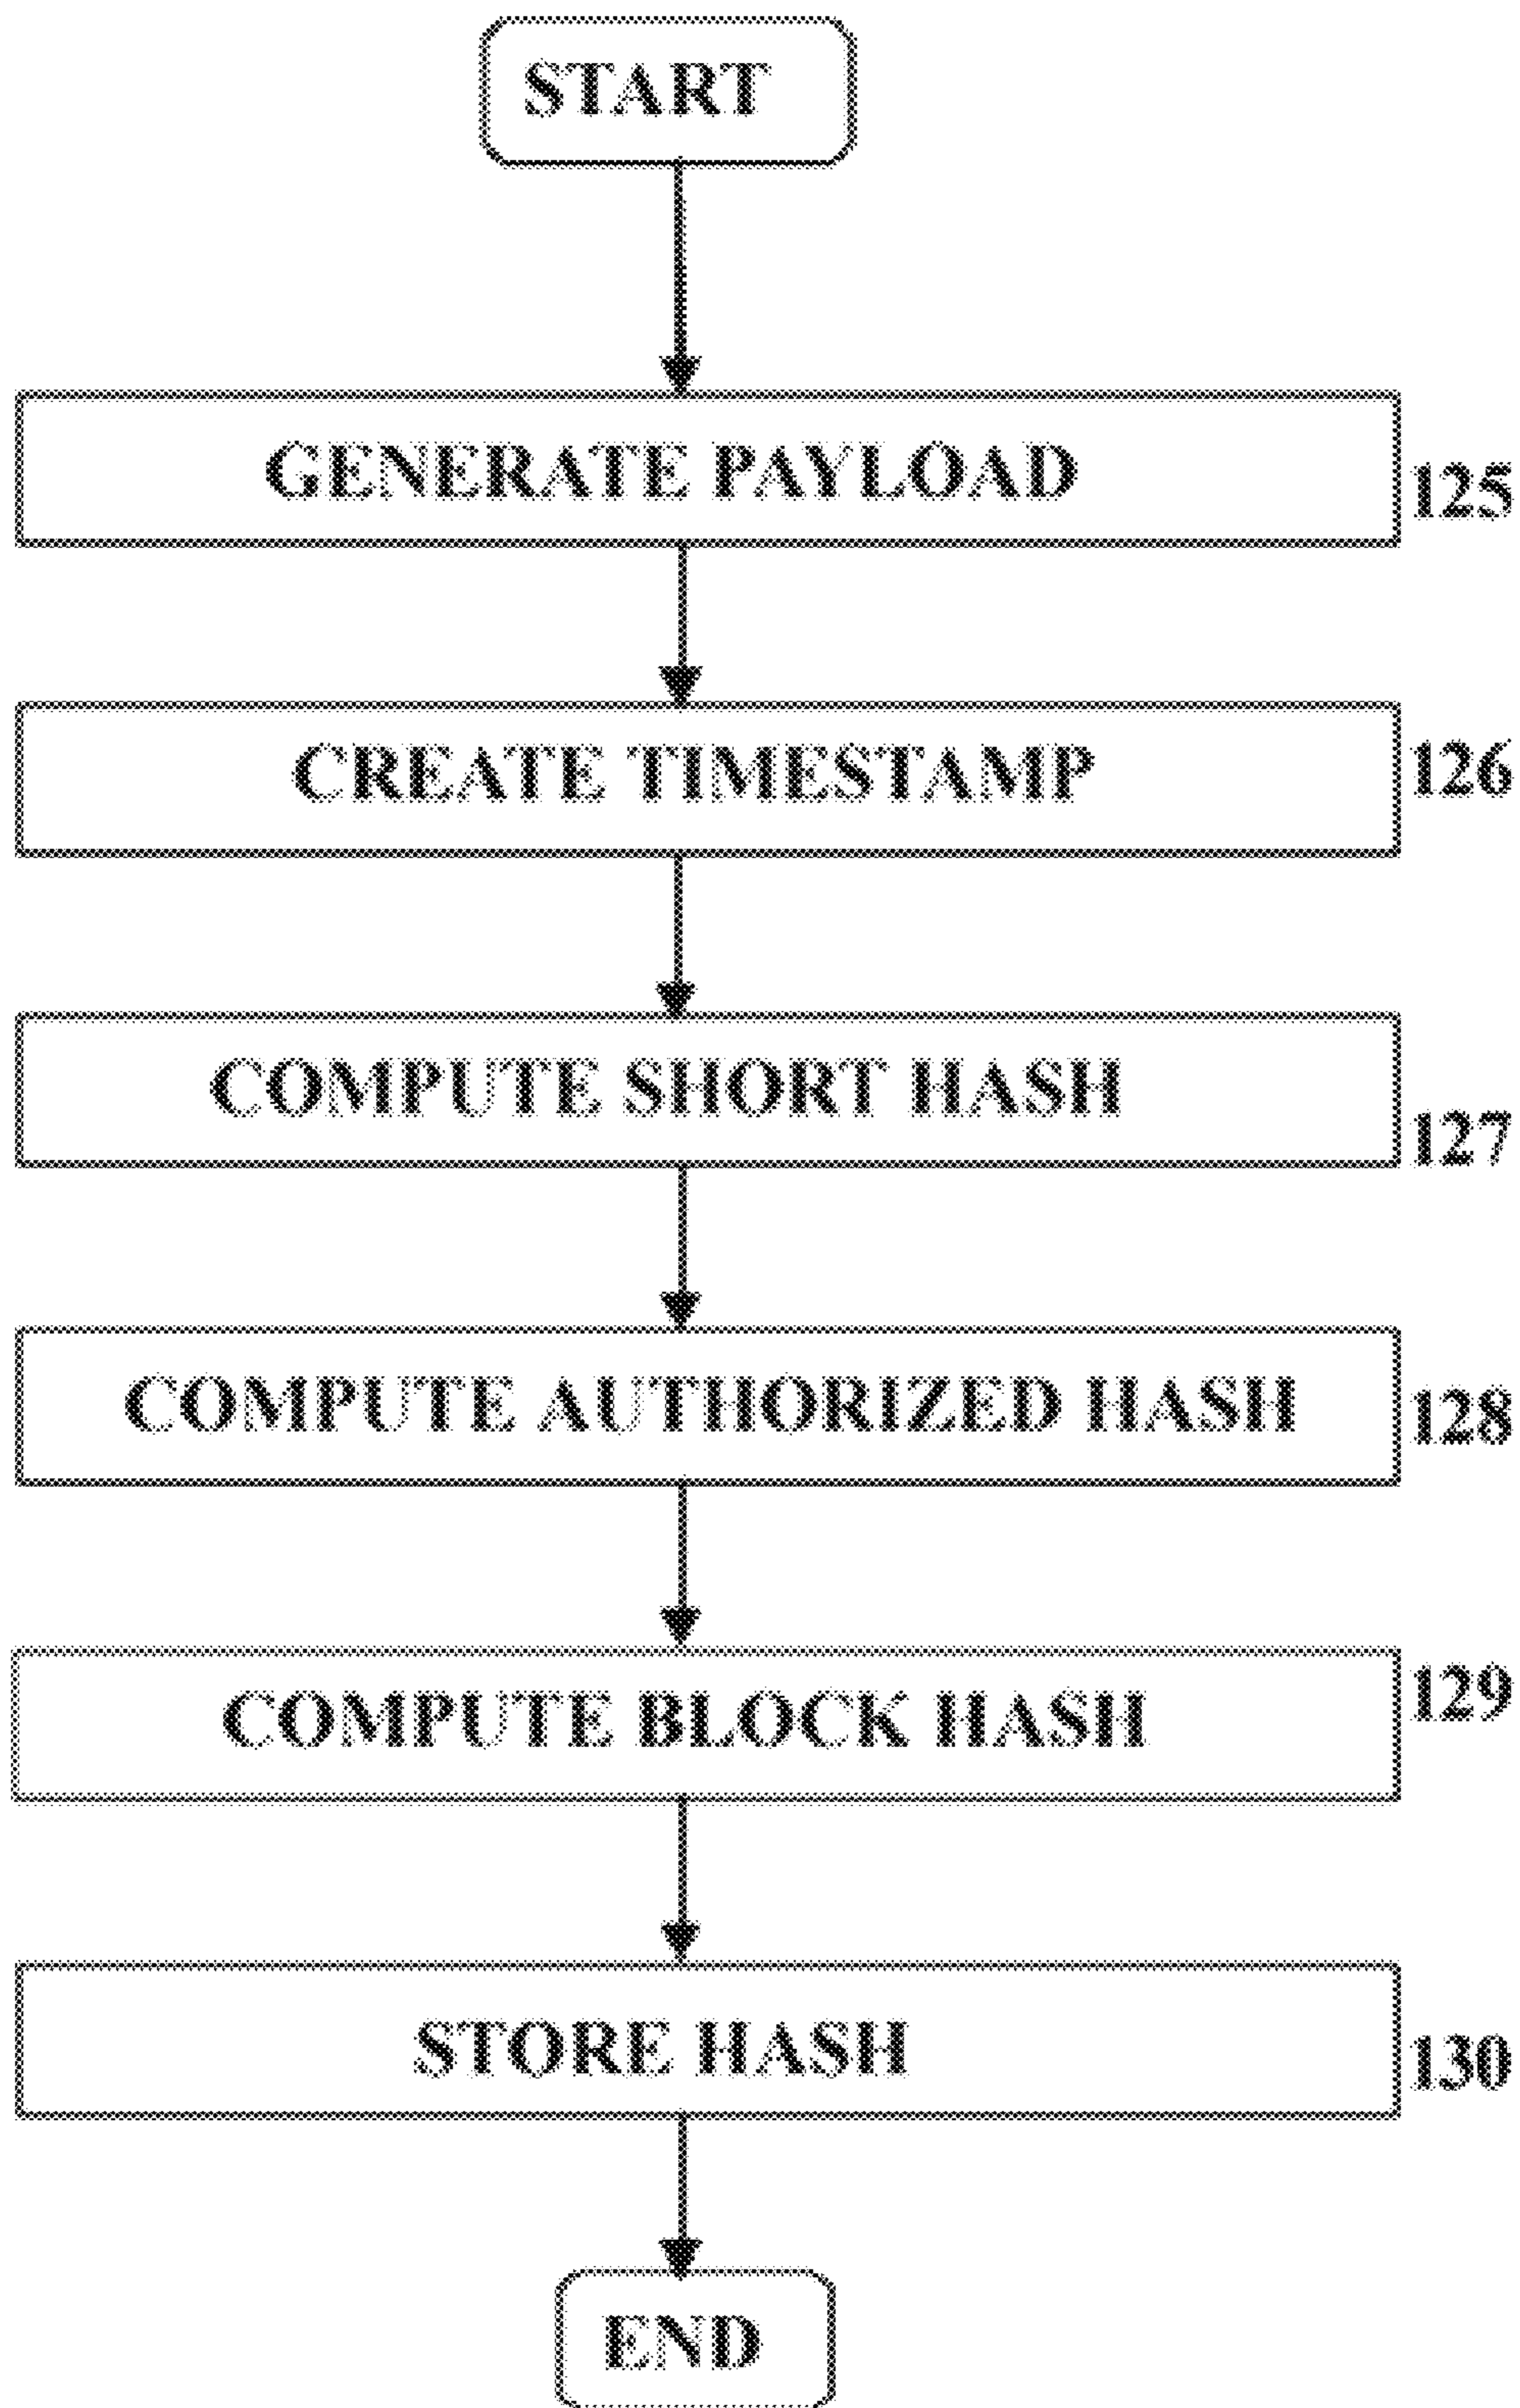 START
GENERATE PAYLOAD
125
CREATE TIMESTAMP
126
COMPUTE SHORT HASH
127
COMPUTE AUTHORIZED HASH
128
COMPUTE BLOCK HASH
129
STORE HASH
130
END